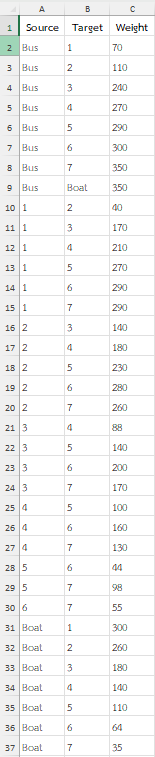 A B C
1 Source Target Weight
2 Bus 1 70
3 Bus 2 110
4 Bus 3 240
5 Bus 4 270
6 Bus 5 290
7 Bus 6 300
8 Bus 7 350
9 Bus Boat 350
10 1 2 40
11 1 3 170
12 1 4 210
13 1 5 270
14 1 6 290
15 1 7 290
16 2 3 140
17 2 4 180
18 2 5 230
19 2 6 280
20 2 7 260
21 3 4 88
22 3 5 140
23 3 6 200
24 3 7 170
25 4 5 100
26 4 6 160
27 4 7 130
28 5 6 44
29 5 7 98
30 6 7 55
31 Boat 1 300
32 Boat 2 260
33 Boat 3 180
34 Boat 4 140
35 Boat 5 110
36 Boat 6 64
37 Boat 7 35